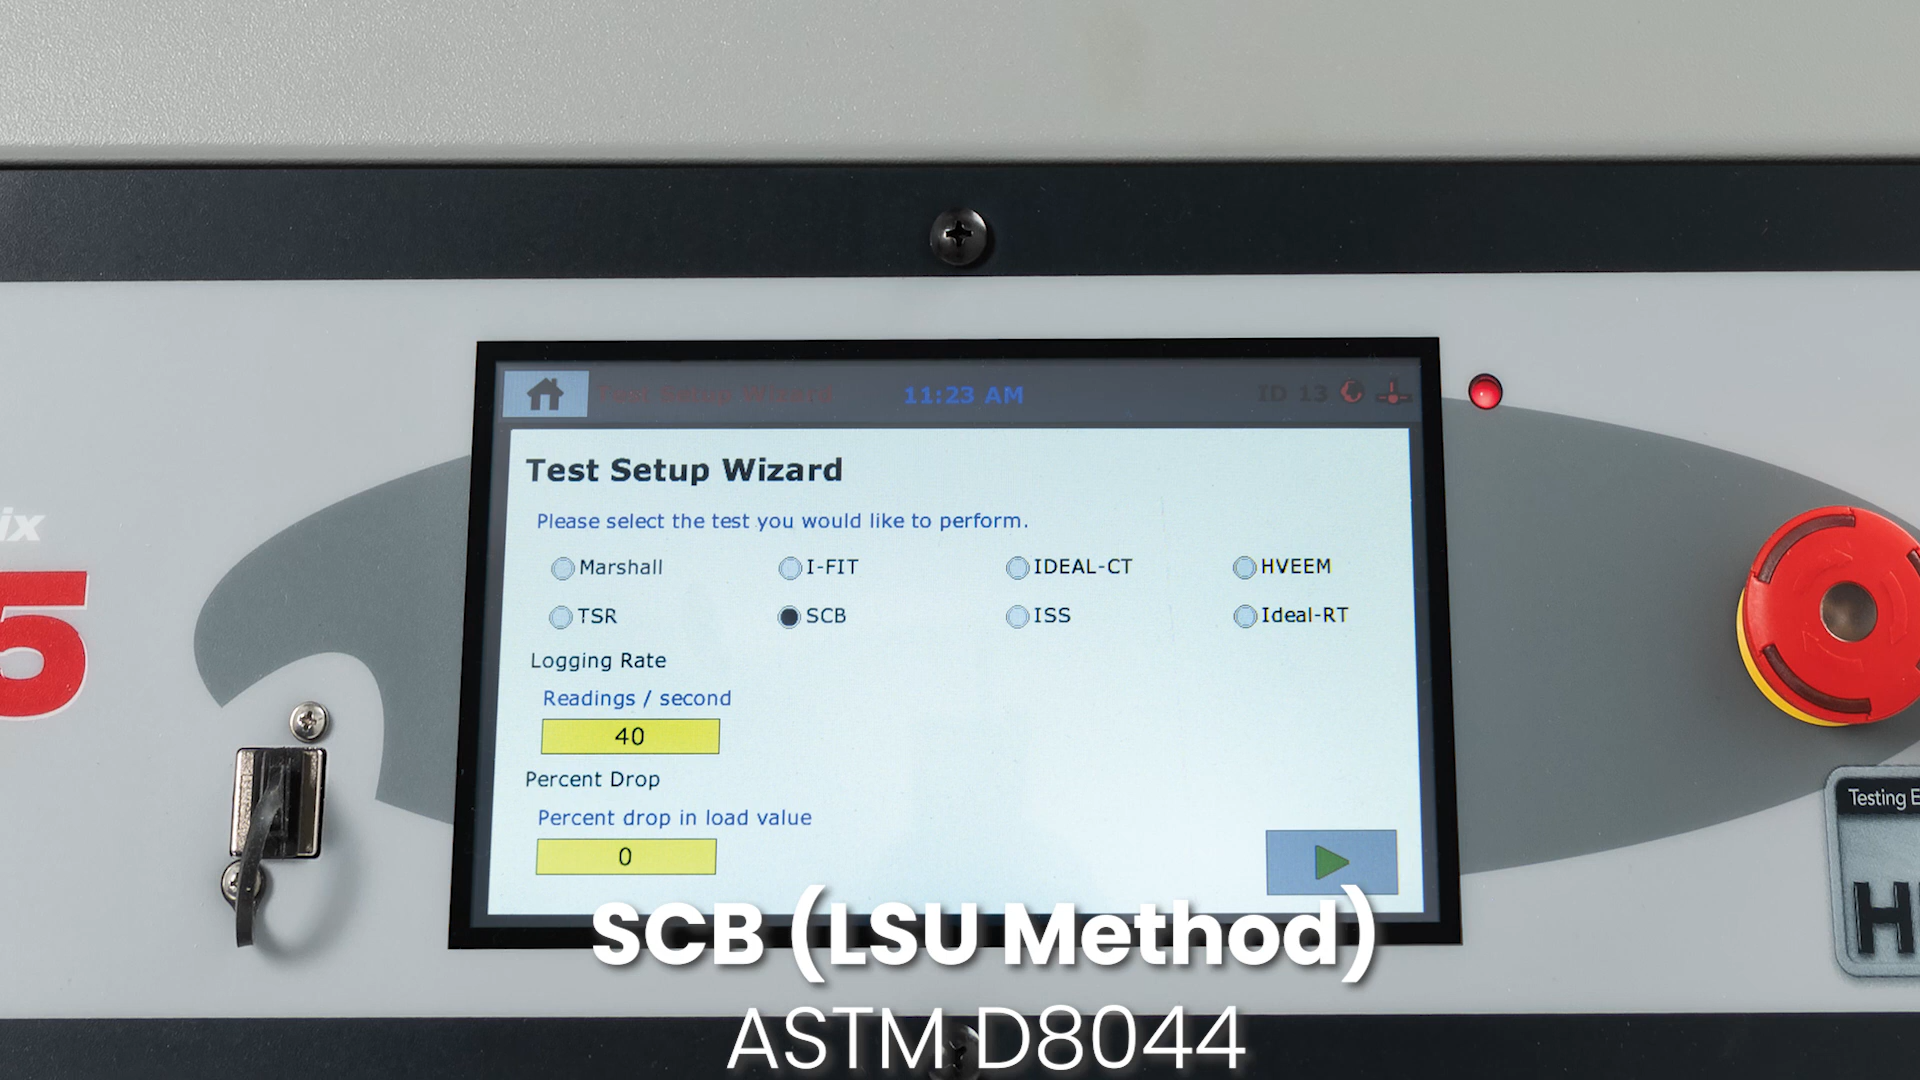 Test Setup Wizard 11:23 AM ID 13
Test Setup Wizard
Please select the test you would like to perform.
Marshall I-FIT IDEAL-CT HVEEM
TSR SCB ISS Ideal-RT
Logging Rate
Readings / second
40
Percent Drop
Percent drop in load value
0
ix
5
Testing E
H
SCB (LSU Method)
ASTM D8044